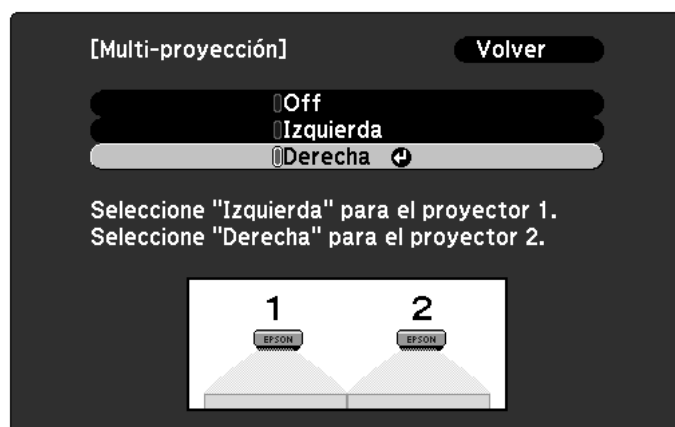 [Multi-proyección]
Volver
Off
Izquierda
Derecha
Seleccione "Izquierda" para el proyector 1.
Seleccione "Derecha" para el proyector 2.
1 2
EPSON EPSON